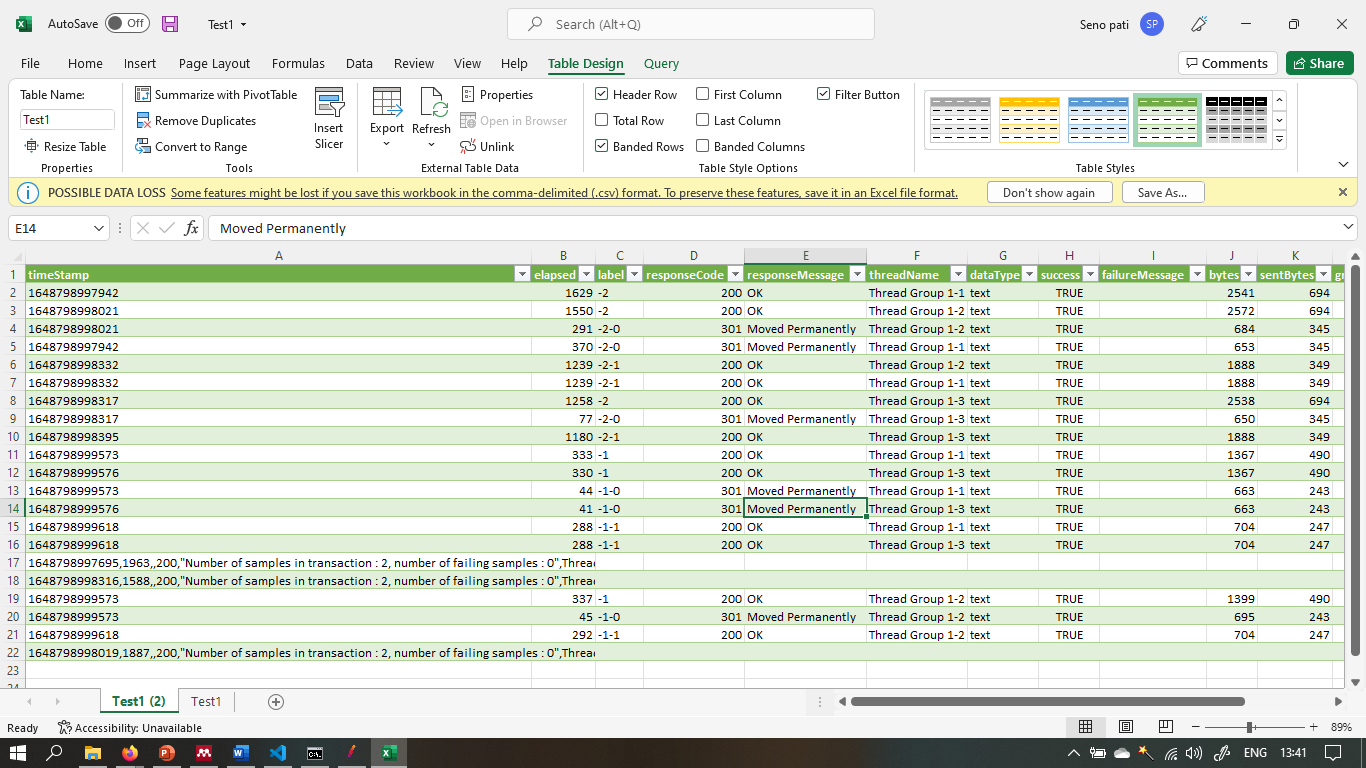 AutoSave Off Test1 Search (Alt+Q) Seno pati SP
File Home Insert Page Layout Formulas Data Review View Help Table Design Query Comments Share
Table Name:
Test1
Resize Table
Properties
Summarize with PivotTable
Remove Duplicates
Convert to Range
Insert
Slicer
Tools
Export
Refresh
Properties
Open in Browser
Unlink
External Table Data
Header Row First Column Filter Button
Total Row Last Column
Banded Rows Banded Columns
Table Style Options
Table Styles
POSSIBLE DATA LOSS Some features might be lost if you save this workbook in the comma-delimited (.csv) format. To preserve these features, save it in an Excel file format. Don't show again Save As...
E14 fx Moved Permanently
A B C D E F G H I J K
1 timeStamp elapsed label responseCode responseMessage threadName dataType success failureMessage bytes sentBytes gr
2 1648798997942 1629 -2 200 OK Thread Group 1-1 text TRUE 2541 694
3 1648798998021 1550 -2 200 OK Thread Group 1-2 text TRUE 2572 694
4 1648798998021 291 -2-0 301 Moved Permanently Thread Group 1-2 text TRUE 684 345
5 1648798997942 370 -2-0 301 Moved Permanently Thread Group 1-1 text TRUE 653 345
6 1648798998332 1239 -2-1 200 OK Thread Group 1-2 text TRUE 1888 349
7 1648798998332 1239 -2-1 200 OK Thread Group 1-1 text TRUE 1888 349
8 1648798998317 1258 -2 200 OK Thread Group 1-3 text TRUE 2538 694
9 1648798998317 77 -2-0 301 Moved Permanently Thread Group 1-3 text TRUE 650 345
10 1648798998395 1180 -2-1 200 OK Thread Group 1-3 text TRUE 1888 349
11 1648798999573 333 -1 200 OK Thread Group 1-1 text TRUE 1367 490
12 1648798999576 330 -1 200 OK Thread Group 1-3 text TRUE 1367 490
13 1648798999573 44 -1-0 301 Moved Permanently Thread Group 1-1 text TRUE 663 243
14 1648798999576 41 -1-0 301 Moved Permanently Thread Group 1-3 text TRUE 663 243
15 1648798999618 288 -1-1 200 OK Thread Group 1-1 text TRUE 704 247
16 1648798999618 288 -1-1 200 OK Thread Group 1-3 text TRUE 704 247
17 1648798997695,1963,,200,"Number of samples in transaction : 2, number of failing samples : 0",Threa
18 1648798998316,1588,,200,"Number of samples in transaction : 2, number of failing samples : 0",Threa
19 1648798999573 337 -1 200 OK Thread Group 1-2 text TRUE 1399 490
20 1648798999573 45 -1-0 301 Moved Permanently Thread Group 1-2 text TRUE 695 243
21 1648798999618 292 -1-1 200 OK Thread Group 1-2 text TRUE 704 247
22 1648798998019,1887,,200,"Number of samples in transaction : 2, number of failing samples : 0",Threa
23
24
Test1 (2) Test1
Ready Accessibility: Unavailable 89%
ENG 13:41